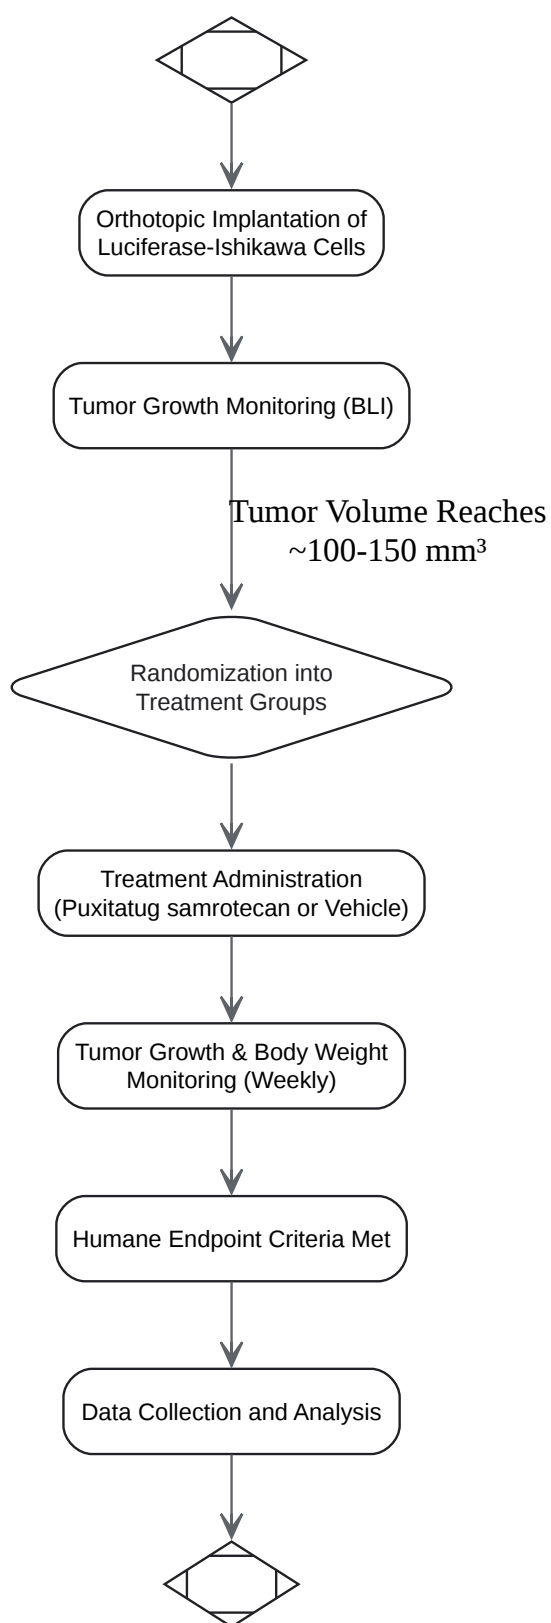 Orthotopic Implantation of
Luciferase-Ishikawa Cells
Tumor Growth Monitoring (BLI)
Tumor Volume Reaches
~100-150 mm³
Randomization into
Treatment Groups
Treatment Administration
(Puxitatug samrotecan or Vehicle)
Tumor Growth & Body Weight
Monitoring (Weekly)
Humane Endpoint Criteria Met
Data Collection and Analysis